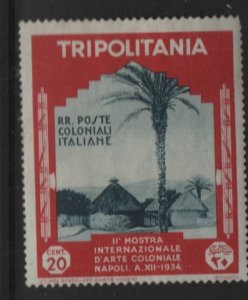 TRIPOLITANIA
RR. POSTE
COLONIALI
ITALIANE
IIª MOSTRA
INTERNAZIONALE
D'ARTE COLONIALE
NAPOLI. A.XII-1934.
CENT.
20